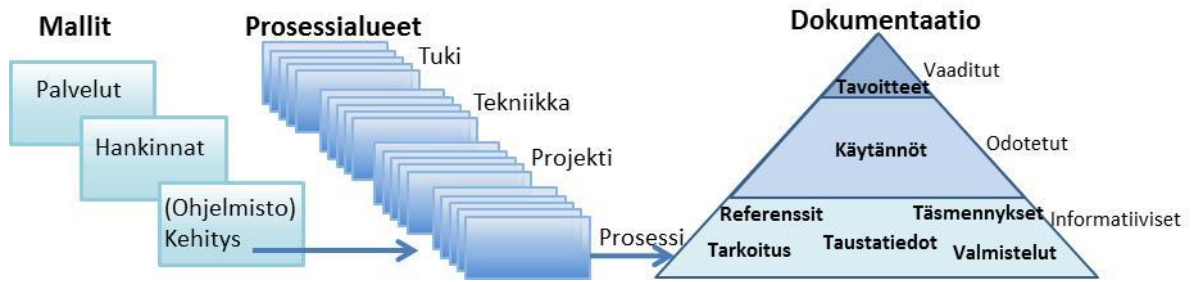 Mallit
Palvelut
Hankinnat
(Ohjelmisto)
Kehitys
Prosessialueet
Tuki
Tekniikka
Projekti
Prosessi
Dokumentaatio
Tavoitteet
Vaaditut
Käytännöt
Odotetut
Referenssit
Täsmennykset
Informatiiviset
Tarkoitus
Taustatiedot
Valmistelut